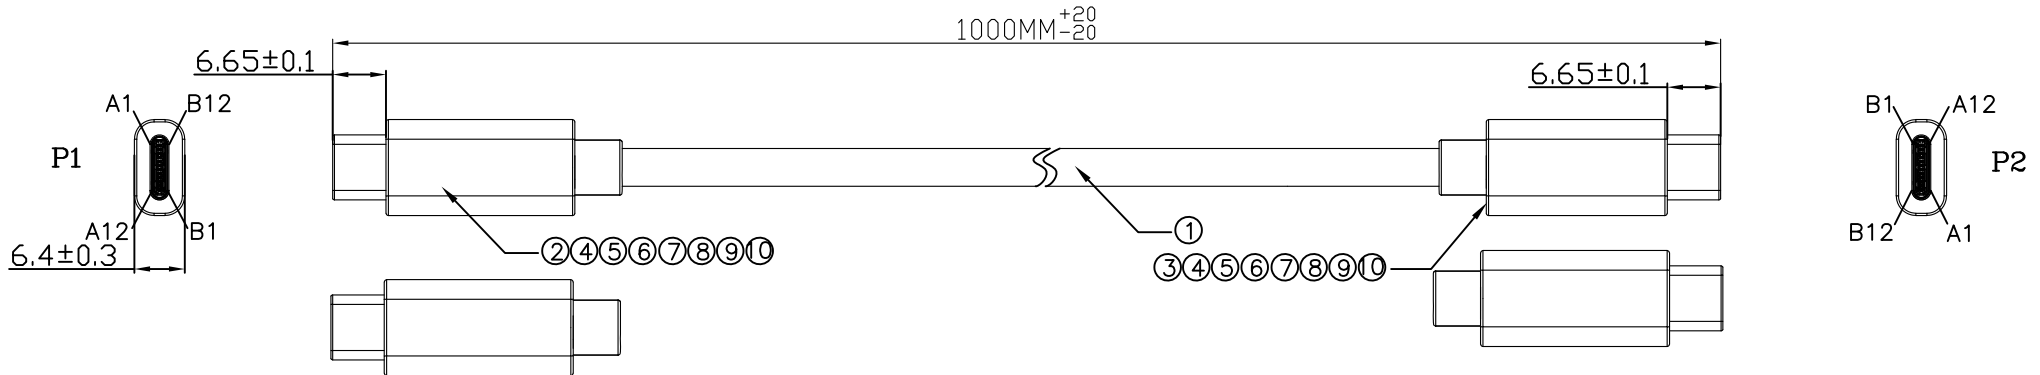 1000MM+20
-20
6.65±0.1
6.65±0.1
A1
B12
B1
A12
P1
P2
A12
B1
B12
A1
6.4±0.3
①
②④⑤⑥⑦⑧⑨⑩
③④⑤⑥⑦⑧⑨⑩